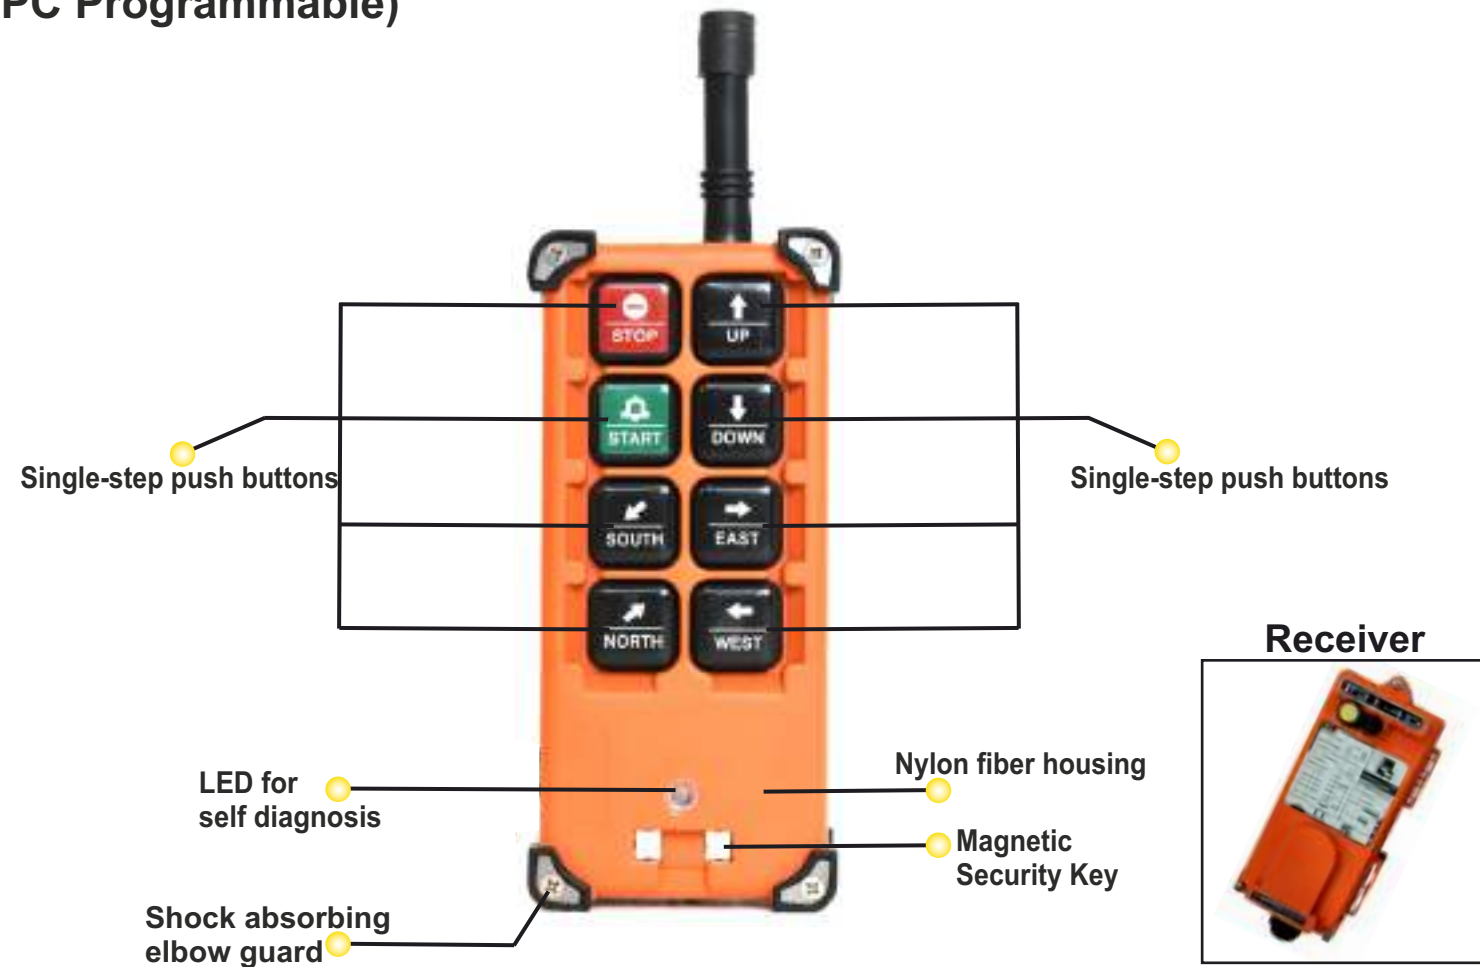 PC Programmable)
STOP
UP
START
DOWN
Single-step push buttons
Single-step push buttons
SOUTH
EAST
NORTH
WEST
Receiver
LED for
self diagnosis
Nylon fiber housing
Magnetic
Security Key
Shock absorbing
elbow guard